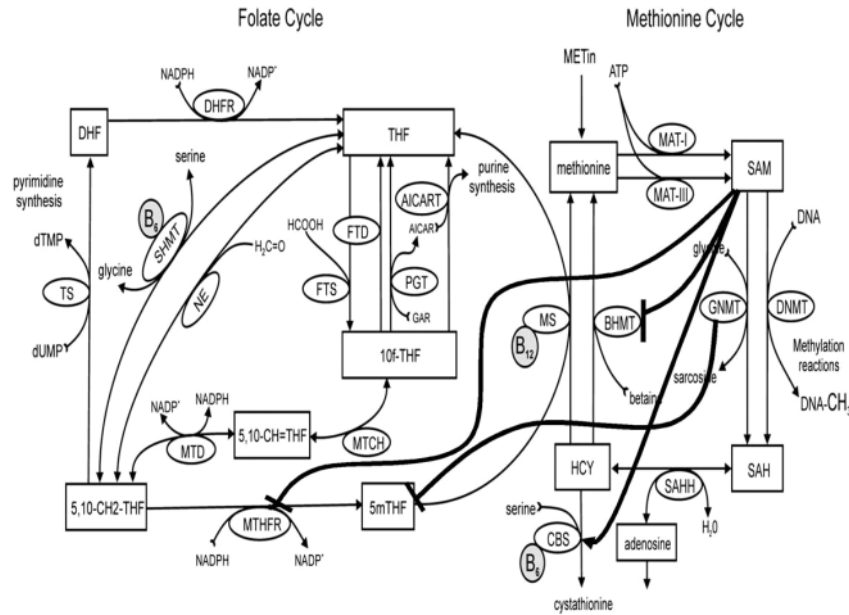 Folate Cycle
Methionine Cycle
NADPH
NADP+
DHFR
METin
ATP
DHF
THF
MAT-I
methionine
SAM
MAT-III
serine
pyrimidine
synthesis
purine
synthesis
AICART
B6
SHMT
HCOOH
FTD
AICAR
DNA
dTMP
glycine
H2C=O
glycine
TS
NE
FTS
PGT
MS
BHMT
GNMT
DNMT
GAR
B12
dUMP
10f-THF
Methylation
reactions
betaine
sarcosine
DNA-CH3
NADP+
NADPH
5,10-CH=THF
MTD
MTCH
HCY
SAH
SAHH
5,10-CH2-THF
5mTHF
serine
MTHFR
H20
CBS
adenosine
NADPH
NADP+
B6
cystathionine